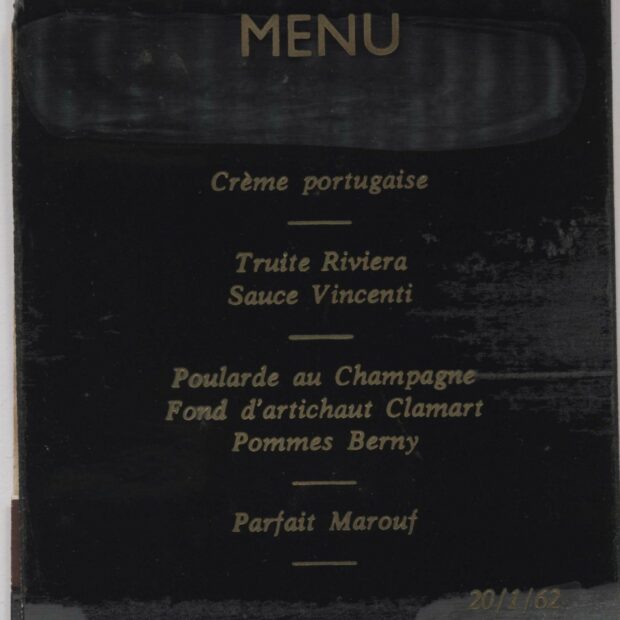 MENU
Crème portugaise
Truite Riviera
Sauce Vincenti
Poularde au Champagne
Fond d'artichaut Clamart
Pommes Berny
Parfait Marouf
20/1/62